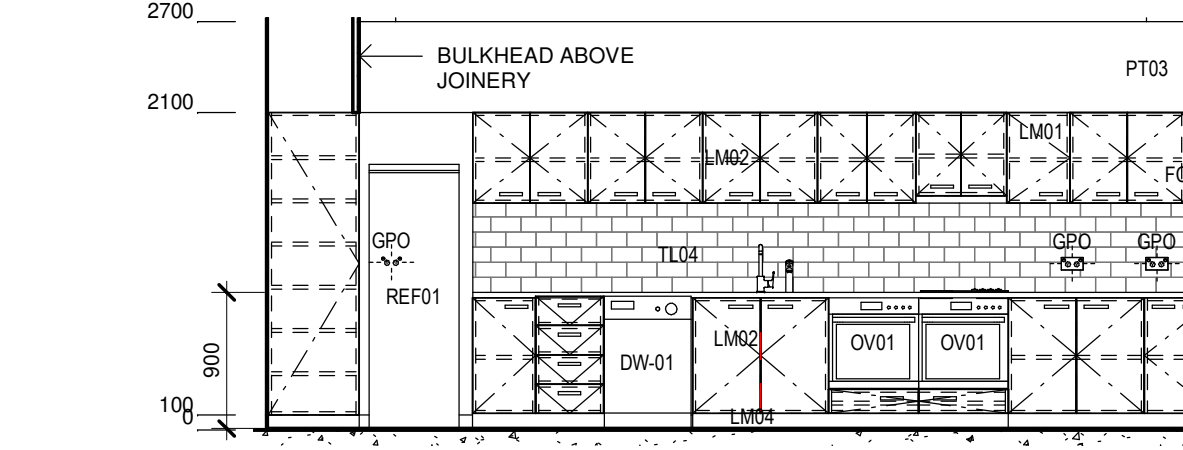 2700
BULKHEAD ABOVE
JOINERY
PT03
2100
LM01
LM02
GPO
GPO
GPO
TL04
REF01
LM02
OV01
OV01
DW-01
900
100
0
LM04